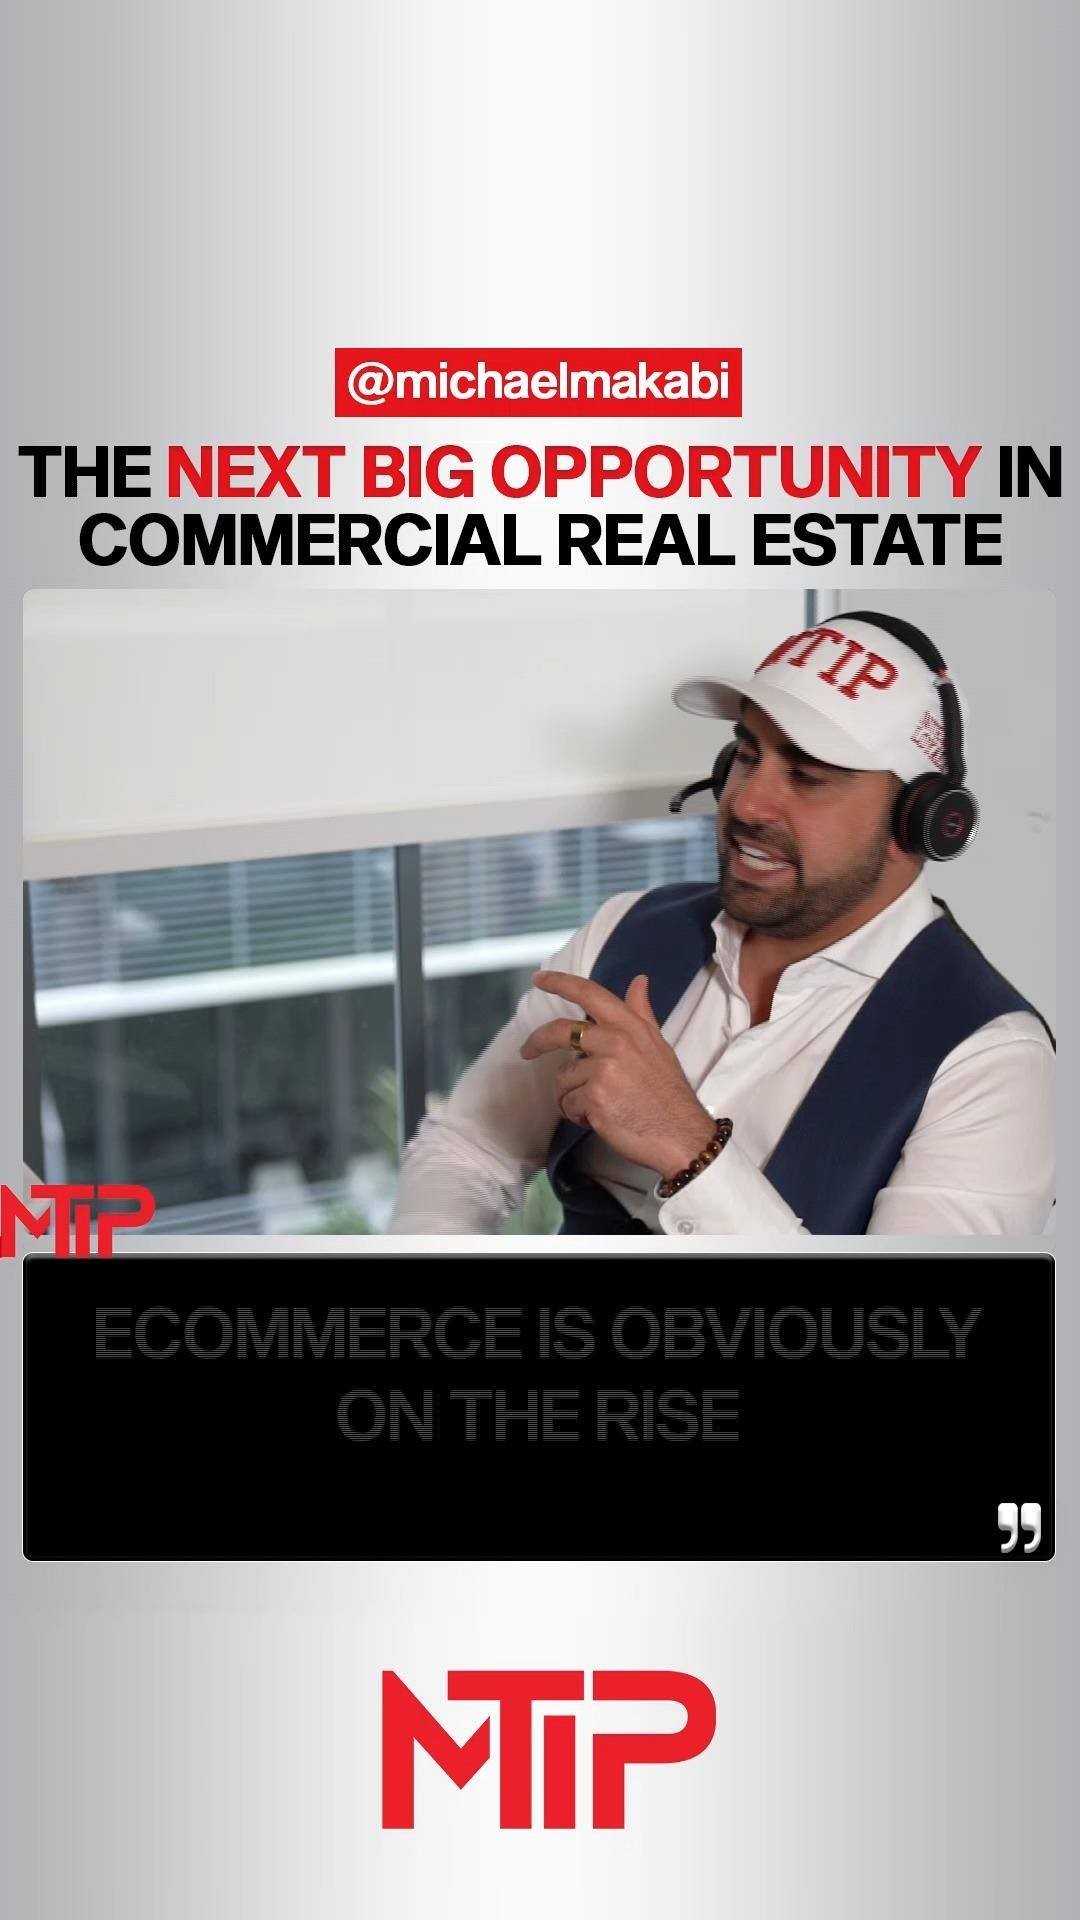 @michaelmakabi
THE NEXT BIG OPPORTUNITY IN
COMMERCIAL REAL ESTATE
MTIP
MTIP
ECOMMERCE IS OBVIOUSLY
ON THE RISE
”
MTIP